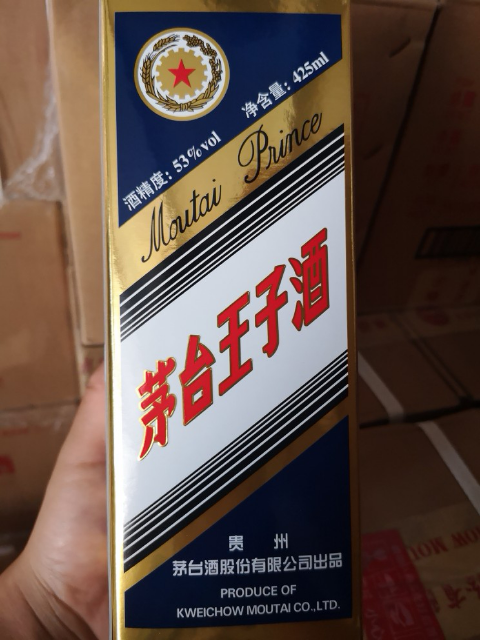 净含量：425ml
酒精度：53%vol
Moutai Prince
茅台王子酒
贵 州
茅台酒股份有限公司出品
PRODUCE OF
KWEICHOW MOUTAI CO.,LTD.